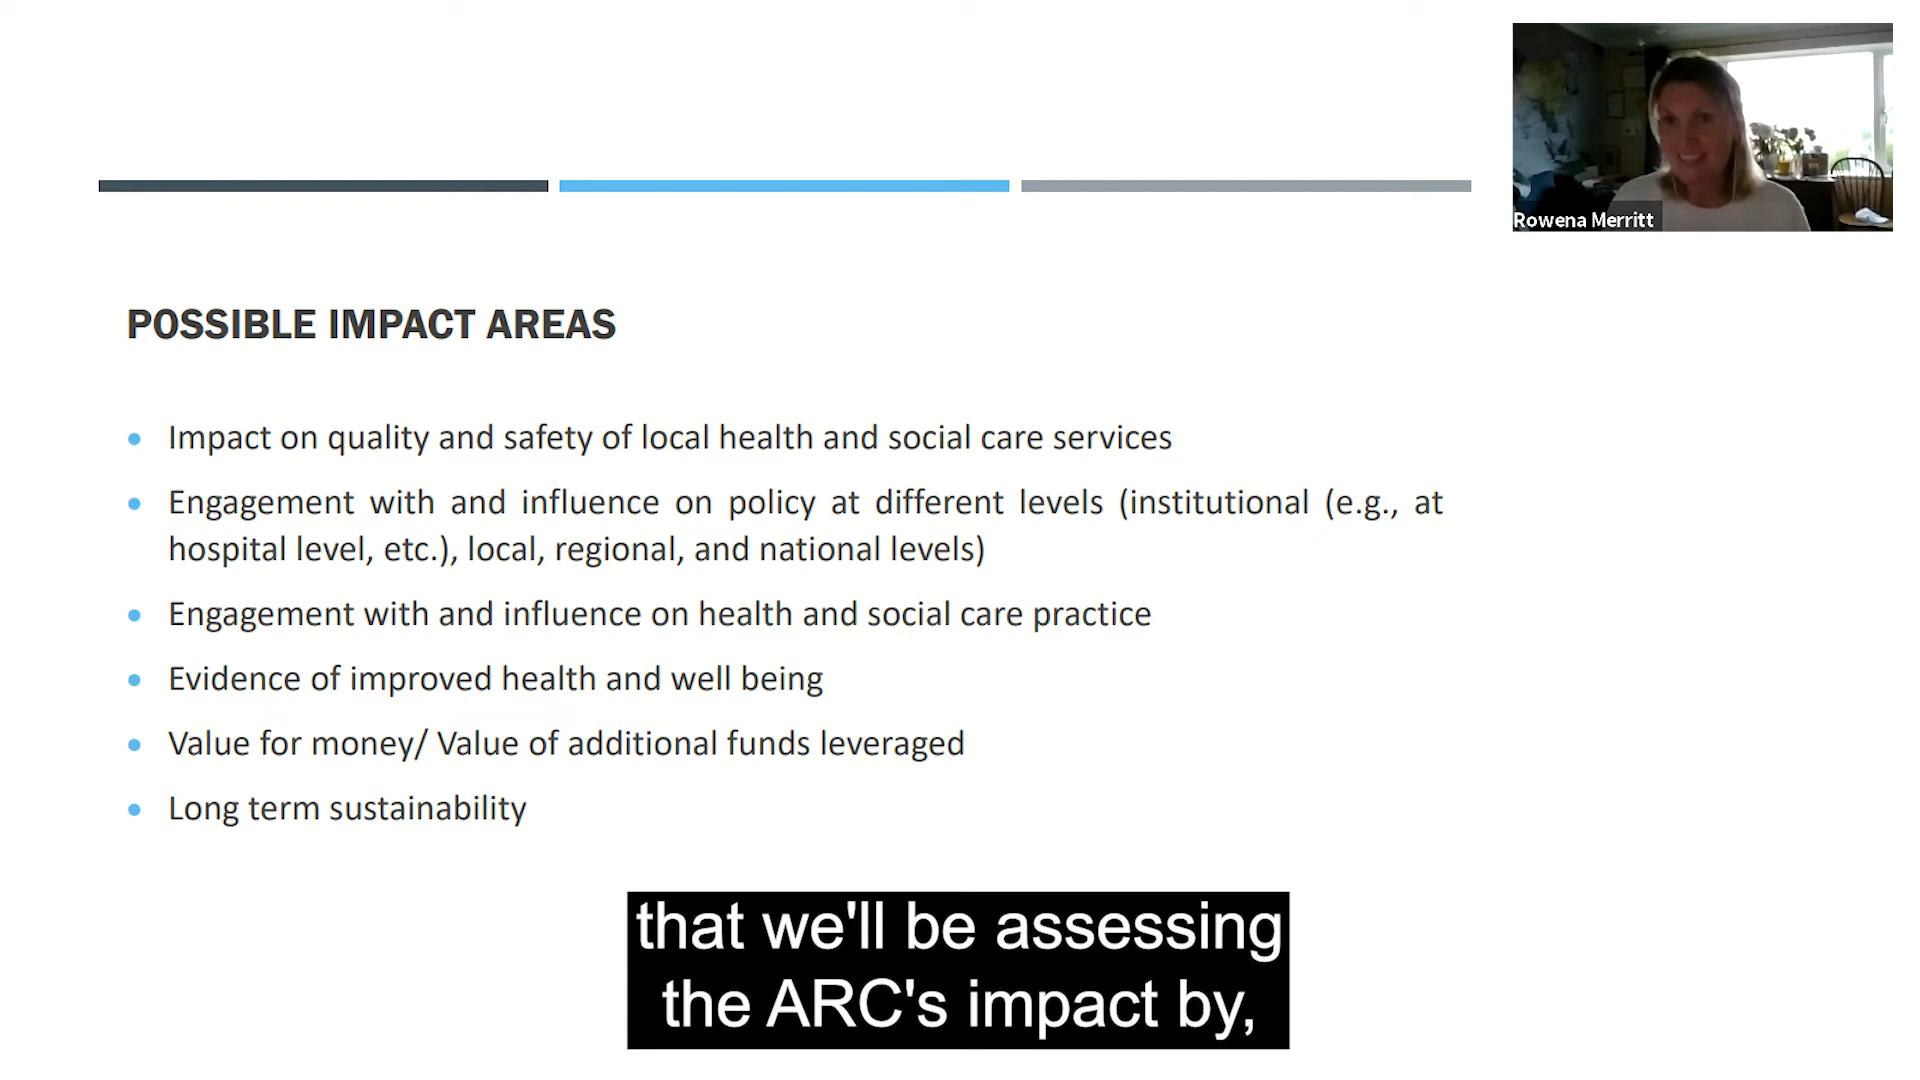 Rowena Merritt
POSSIBLE IMPACT AREAS
• Impact on quality and safety of local health and social care services
• Engagement with and influence on policy at different levels (institutional (e.g., at
hospital level, etc.), local, regional, and national levels)
• Engagement with and influence on health and social care practice
• Evidence of improved health and well being
• Value for money/ Value of additional funds leveraged
• Long term sustainability
that we'll be assessing
the ARC's impact by,